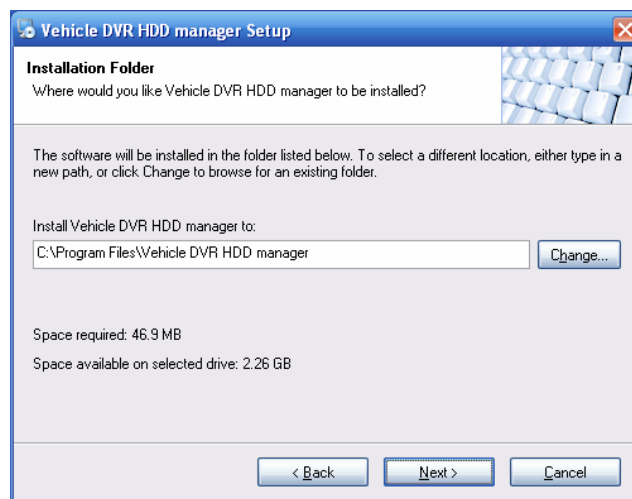 Vehicle DVR HDD manager Setup
Installation Folder
Where would you like Vehicle DVR HDD manager to be installed?
The software will be installed in the folder listed below. To select a different location, either type in a
new path, or click Change to browse for an existing folder.
Install Vehicle DVR HDD manager to:
C:\Program Files\Vehicle DVR HDD manager
Change...
Space required: 46.9 MB
Space available on selected drive: 2.26 GB
< Back
Next >
Cancel